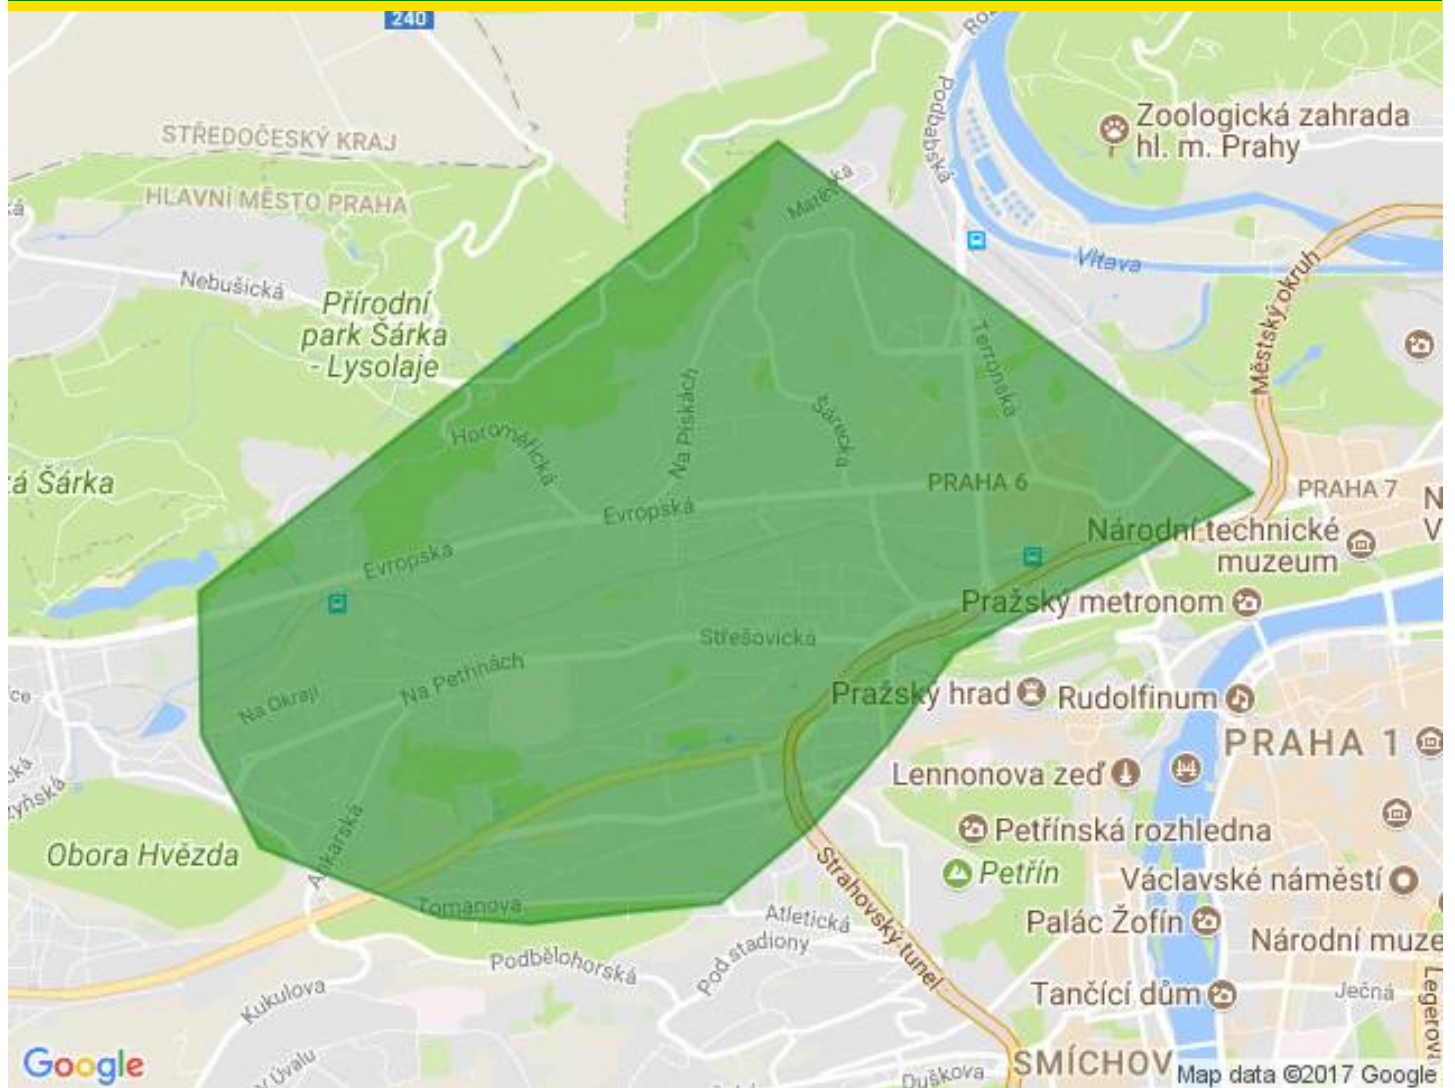 240
Podbabská
Zoologická zahrada
hl. m. Prahy
STŘEDOČESKÝ KRAJ
HLAVNÍ MĚSTO PRAHA
Matějská
Vltava
Městský okruh
Nebušická
Přírodní
park Šárka
- Lysolaje
Terronská
Na Pískách
Šárecká
Horoměřická
á Šárka
PRAHA 6
PRAHA 7
Evropská
Národní technické
muzeum
Evropská
Pražský metronom
Střešovická
Na Petřinách
Na Okraji
Pražský hrad
Rudolfinum
PRAHA 1
Lennonova zeď
Petřínská rozhledna
Obora Hvězda
Ankarská
Petřín
Václavské náměstí
Strahovský tunel
Tomanova
Atletická
Palác Žofín
Národní muze
Pod stadiony
Podbělohorská
Kukulova
Tančící dům
Ječná
Legerova
SMÍCHOV
Duškova
v Úvalu
Google
Map data ©2017 Google